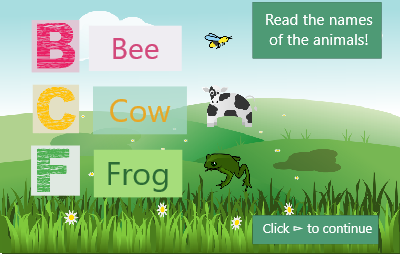 B Bee
C Cow
F Frog
Read the names
of the animals!
Click ► to continue